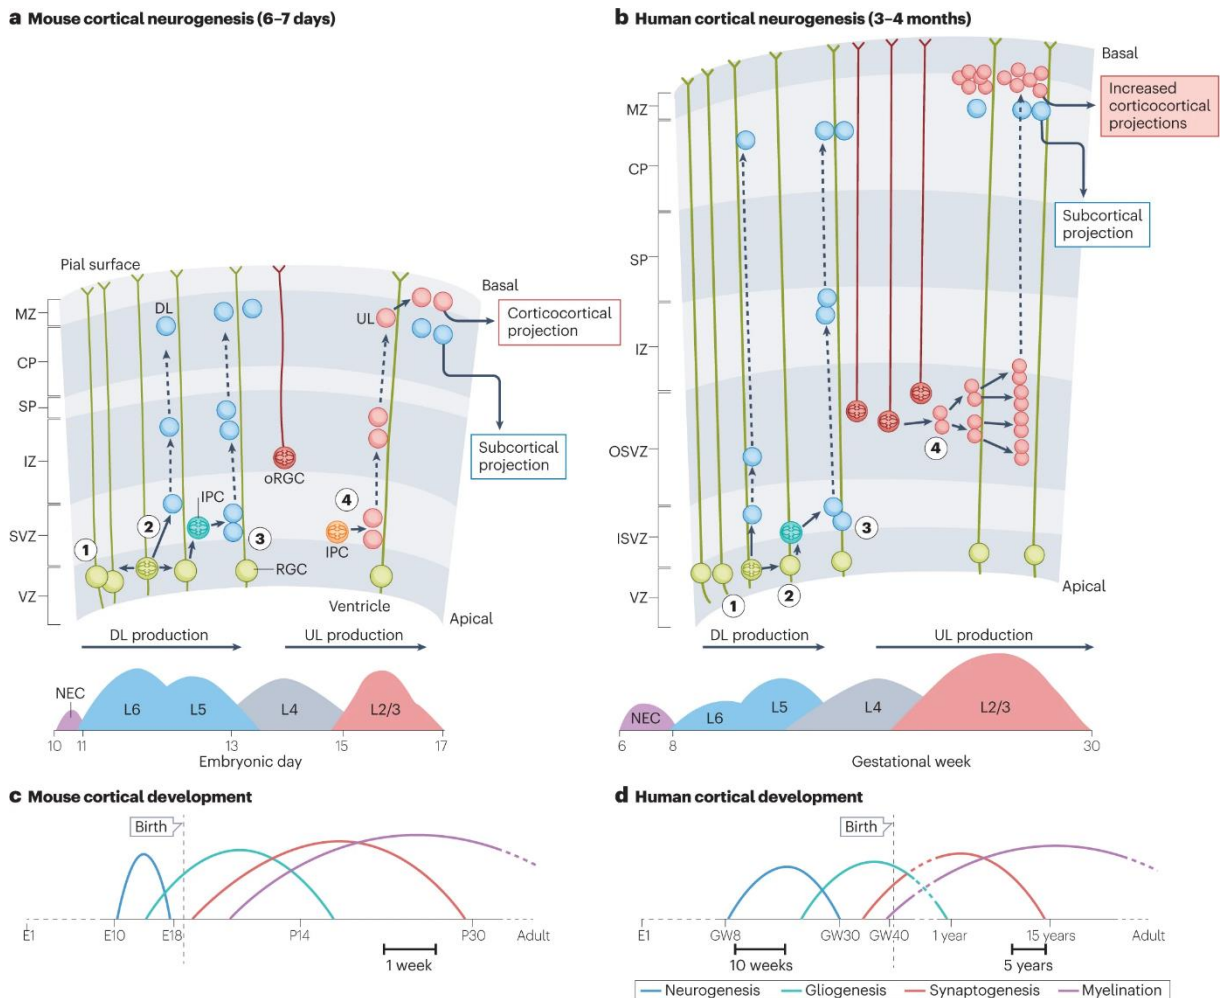 a Mouse cortical neurogenesis (6–7 days)
Pial surface
MZ
CP
SP
IZ
SVZ
VZ
DL
UL
Basal
Corticocortical
projection
Subcortical
projection
oRGC
IPC
IPC
RGC
1
2
3
4
Ventricle
Apical
DL production
UL production
NEC
L6
L5
L4
L2/3
10
11
13
15
17
Embryonic day
b Human cortical neurogenesis (3–4 months)
Basal
Increased
corticocortical
projections
Subcortical
projection
MZ
CP
SP
IZ
OSVZ
ISVZ
VZ
1
2
3
4
Apical
DL production
UL production
NEC
L6
L5
L4
L2/3
6
8
30
Gestational week
c Mouse cortical development
Birth
E1
E10
E18
P14
P30
Adult
1 week
d Human cortical development
Birth
E1
GW8
GW30
GW40
1 year
15 years
Adult
10 weeks
5 years
Neurogenesis
Gliogenesis
Synaptogenesis
Myelination